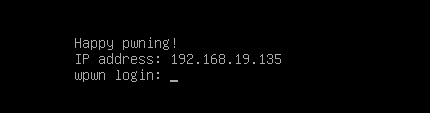 Happy pwning!
IP address: 192.168.19.135
wpwn login: _